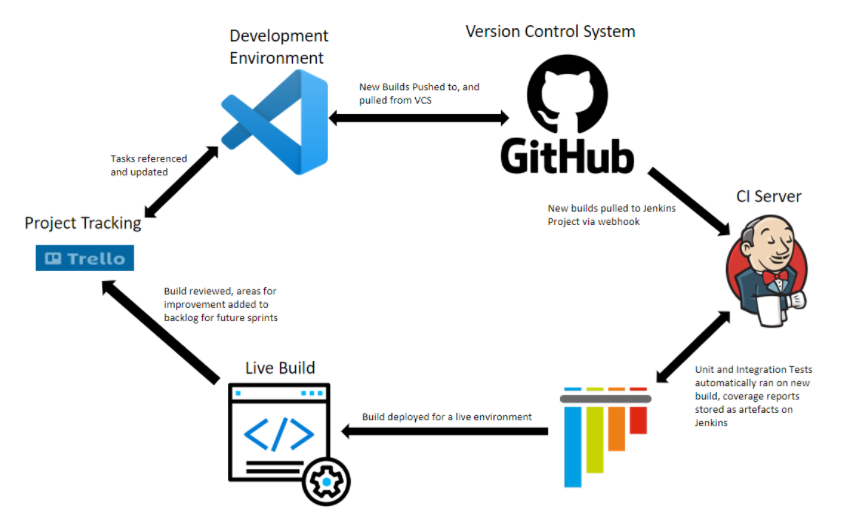 Development
Environment
Version Control System
New Builds Pushed to, and
pulled from VCS
GitHub
Tasks referenced
and updated
New builds pulled to Jenkins
Project via webhook
CI Server
Project Tracking
Trello
Build reviewed, areas for
improvement added to
backlog for future sprints
Live Build
Build deployed for a live environment
Unit and Integration Tests
automatically ran on new
build, coverage reports
stored as artefacts on
Jenkins